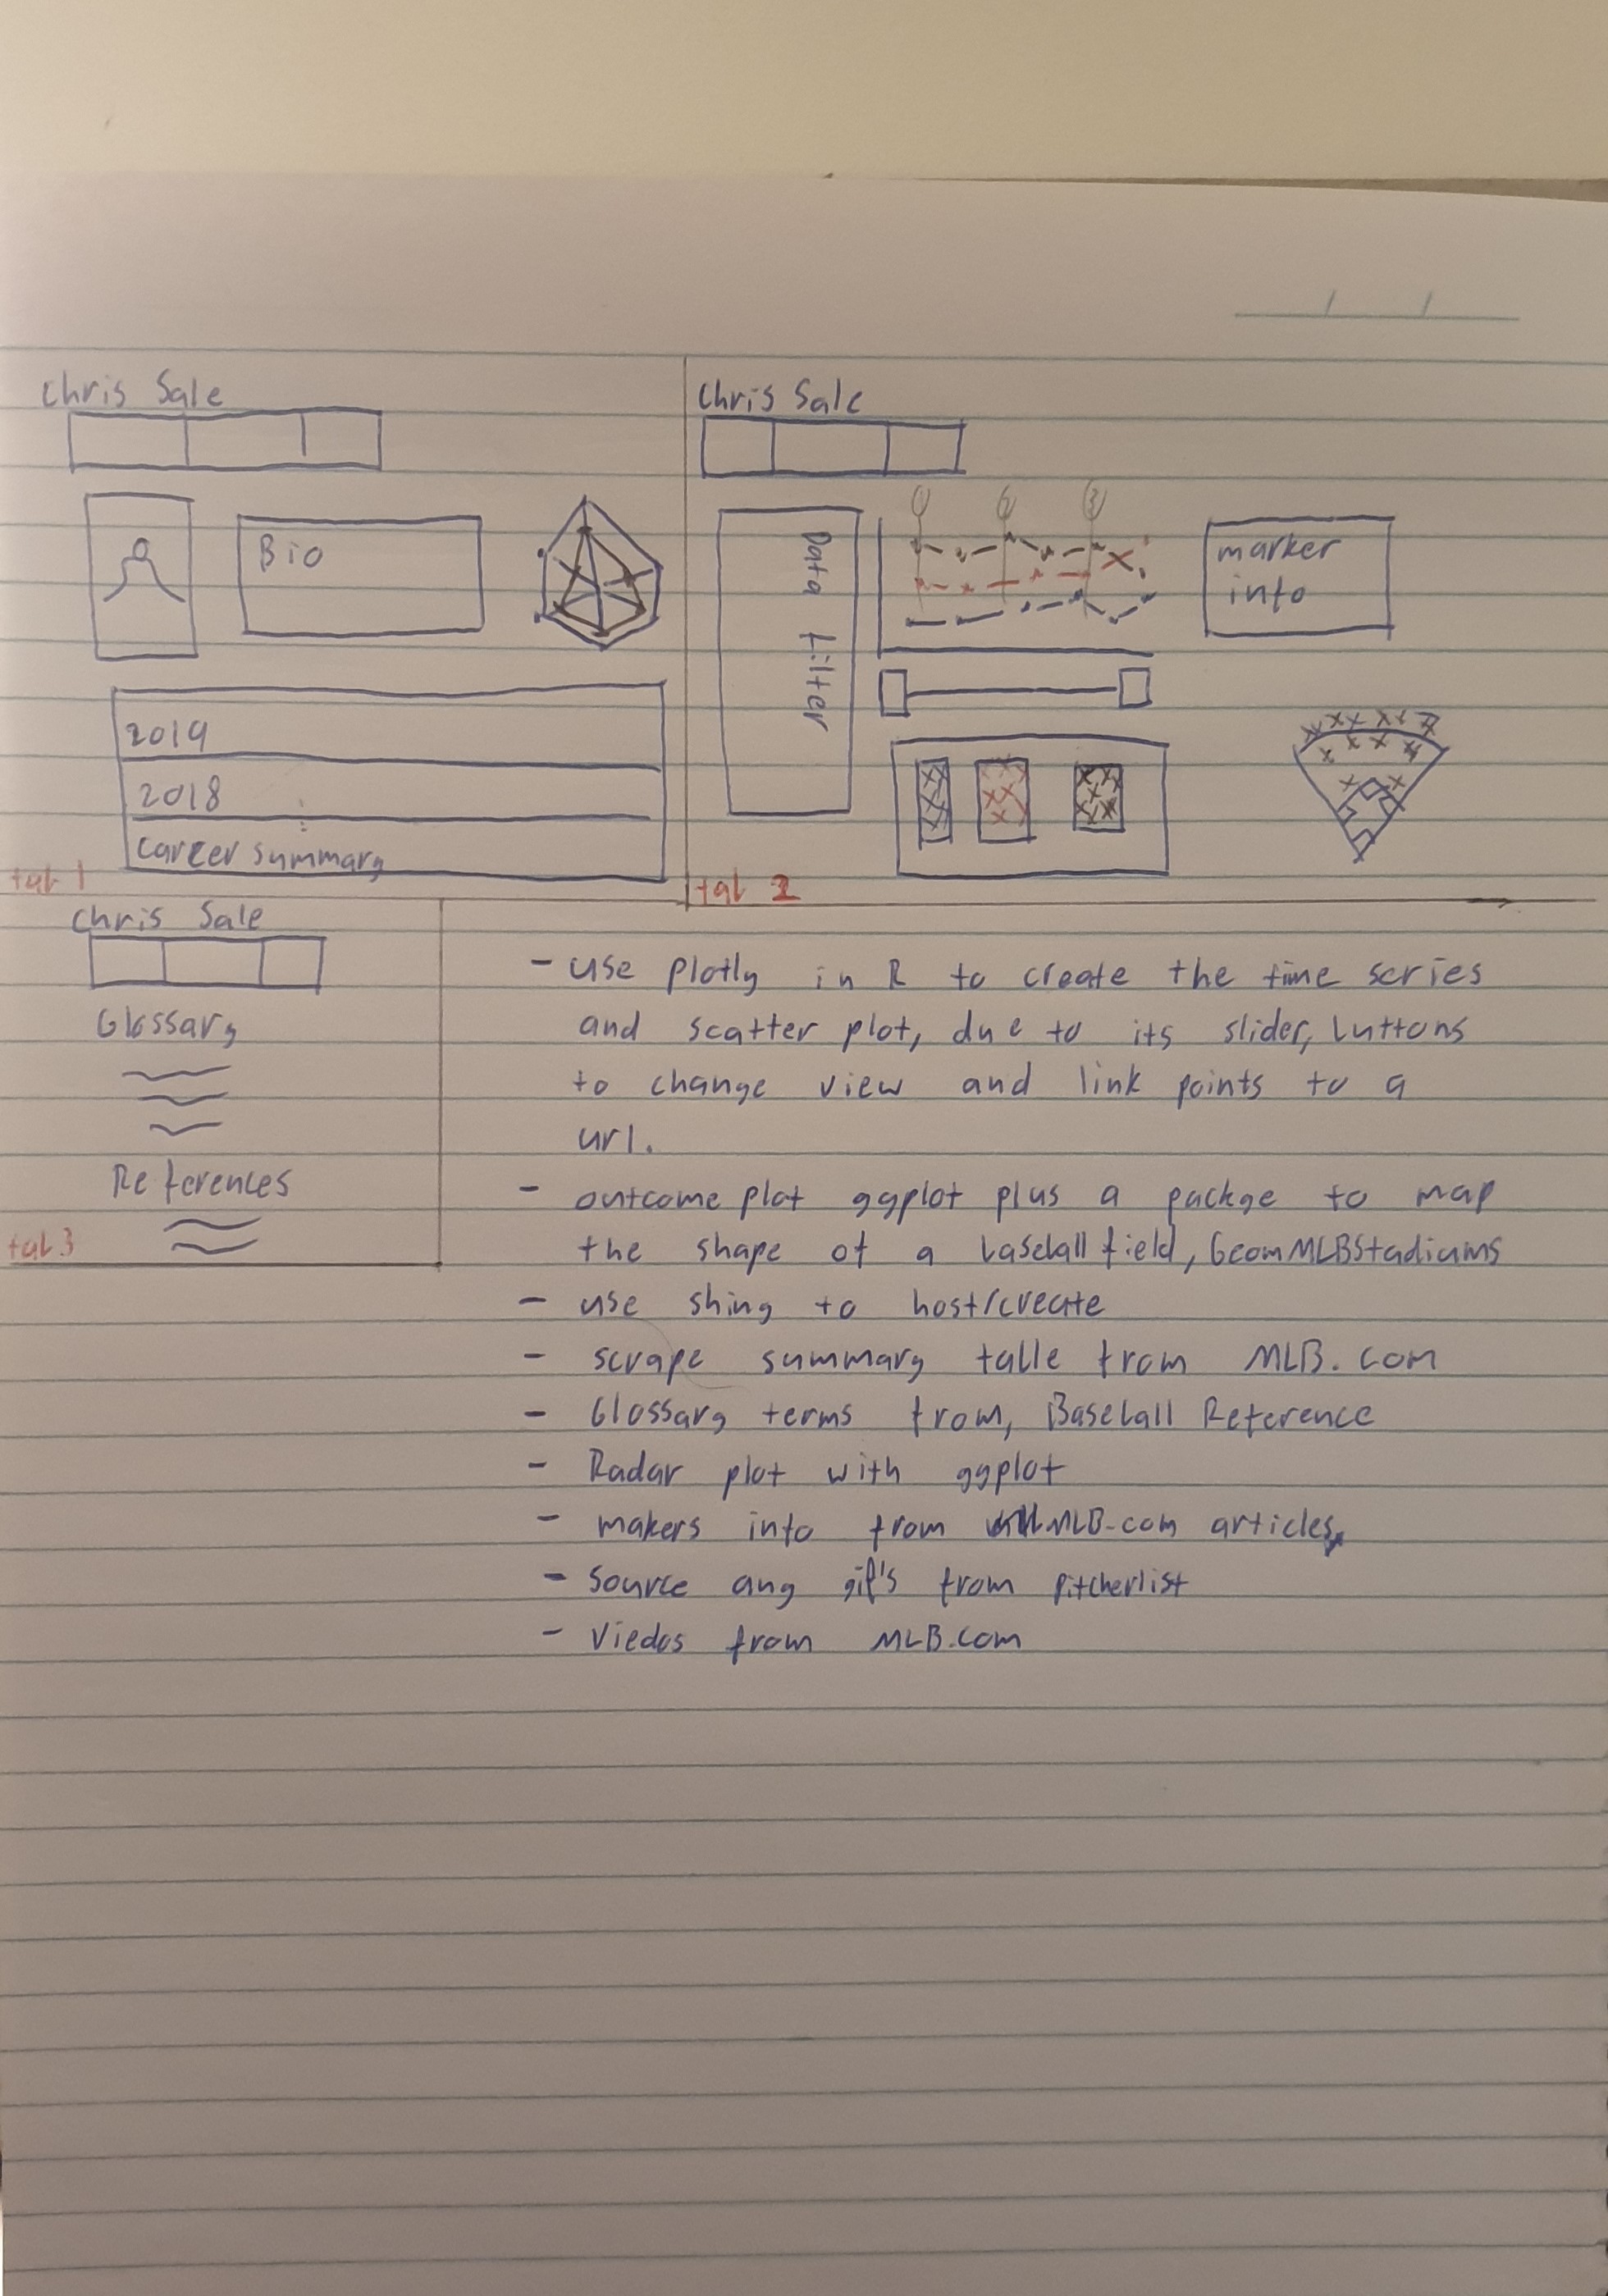 Chris Sale
Bio
2019
2018
career summary
tab 1
Chris Sale
1 2 3
Data filter
marker
info
tab 2
Chris Sale
Glossary
References
tab 3
- use plotly in R to create the time series
and scatter plot, due to its slider, buttons
to change view and link points to a
url.
- outcome plot ggplot plus a packge to map
the shape of a baseball field, GeomMLBStadiums
- use shiny to host/create
- scrape summary table from MLB.com
- Glossary terms from, Baseball Reference
- Radar plot with ggplot
- makers info from MLB.com articles
- source any gif's from pitcherlist
- Viedos from MLB.com